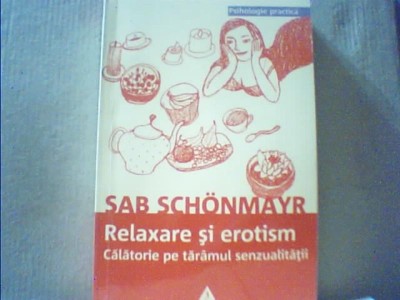 Psihologie practică
SAB SCHÖNMAYR
Relaxare şi erotism
Călătorie pe tărâmul senzualităţii